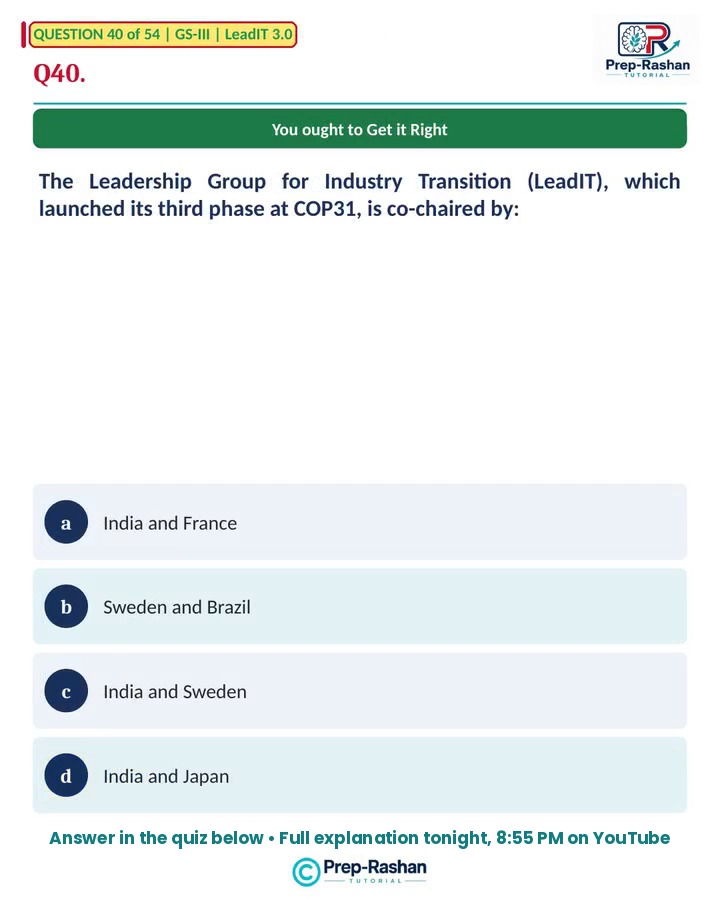 QUESTION 40 of 54 | GS-III | LeadIT 3.0
Prep-Rashan
TUTORIAL
Q40.
You ought to Get it Right
The Leadership Group for Industry Transition (LeadIT), which
launched its third phase at COP31, is co-chaired by:
a India and France
b Sweden and Brazil
c India and Sweden
d India and Japan
Answer in the quiz below • Full explanation tonight, 8:55 PM on YouTube
© Prep-Rashan
TUTORIAL